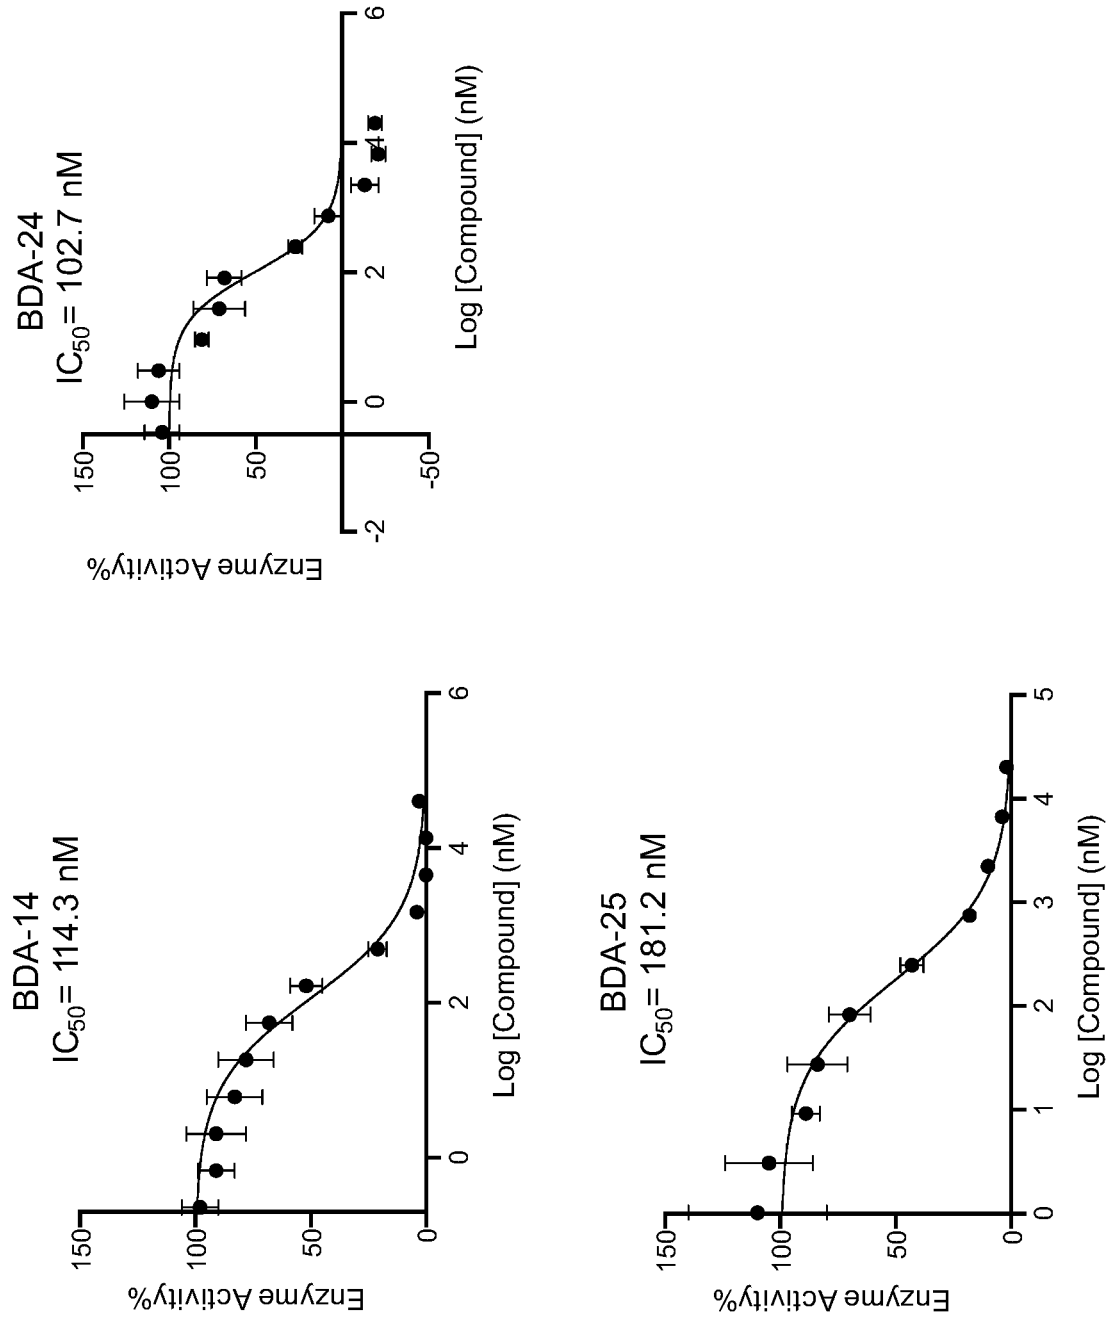 BDA-14
IC50= 114.3 nM
Enzyme Activity%
150
100
50
0
0
2
4
6
Log [Compound] (nM)
BDA-24
IC50= 102.7 nM
Enzyme Activity%
150
100
50
-50
-2
0
2
4
6
Log [Compound] (nM)
BDA-25
IC50= 181.2 nM
Enzyme Activity%
150
100
50
0
0
1
2
3
4
5
Log [Compound] (nM)